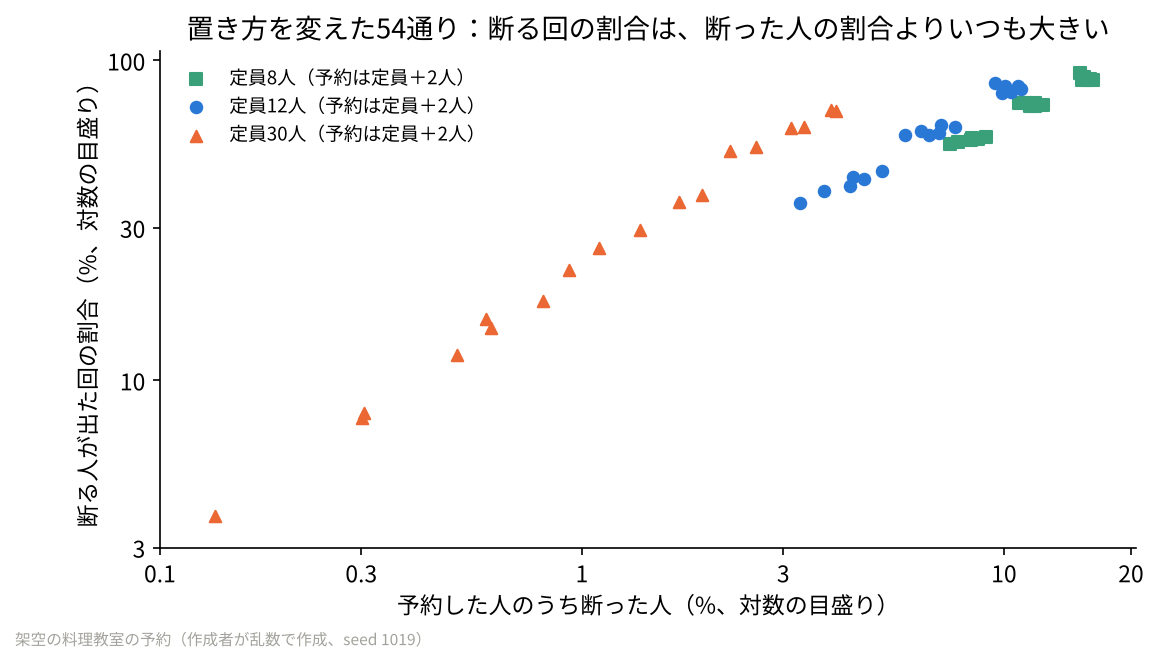 置き方を変えた54通り：断る回の割合は、断った人の割合よりいつも大きい
定員8人（予約は定員＋2人）
定員12人（予約は定員＋2人）
定員30人（予約は定員＋2人）
断る人が出た回の割合（%、対数の目盛り）
100
30
10
3
0.1
0.3
1
3
10
20
予約した人のうち断った人（%、対数の目盛り）
架空の料理教室の予約（作成者が乱数で作成、seed 1019）